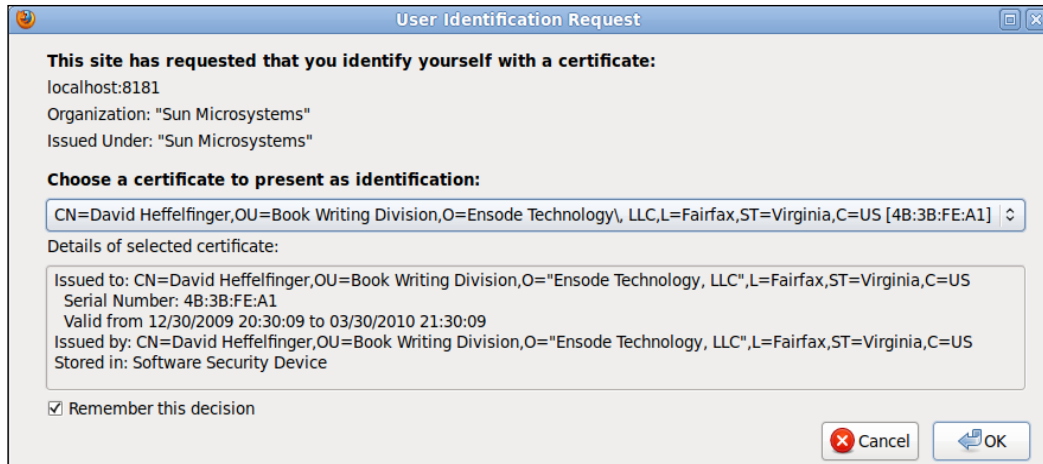 User Identification Request
This site has requested that you identify yourself with a certificate:
localhost:8181
Organization: "Sun Microsystems"
Issued Under: "Sun Microsystems"
Choose a certificate to present as identification:
CN=David Heffelfinger,OU=Book Writing Division,O=Ensode Technology\, LLC,L=Fairfax,ST=Virginia,C=US [4B:3B:FE:A1]
Details of selected certificate:
Issued to: CN=David Heffelfinger,OU=Book Writing Division,O="Ensode Technology, LLC",L=Fairfax,ST=Virginia,C=US
Serial Number: 4B:3B:FE:A1
Valid from 12/30/2009 20:30:09 to 03/30/2010 21:30:09
Issued by: CN=David Heffelfinger,OU=Book Writing Division,O="Ensode Technology, LLC",L=Fairfax,ST=Virginia,C=US
Stored in: Software Security Device
Remember this decision
Cancel OK